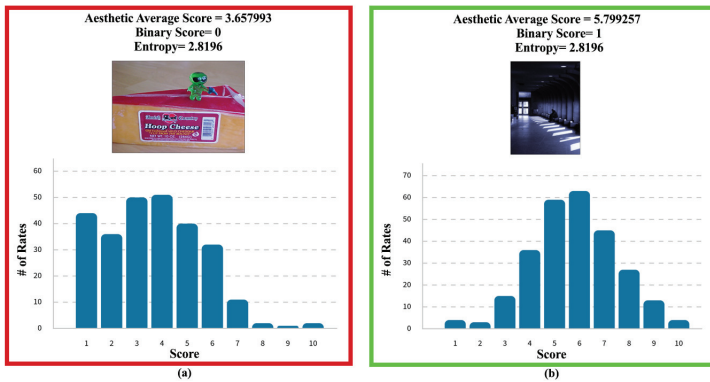 Aesthetic Average Score = 3.657993
Binary Score= 0
Entropy= 2.8196
Hoop Cheese
# of Rates
60
50
40
30
20
10
0
1 2 3 4 5 6 7 8 9 10
Score
(a)
Aesthetic Average Score = 5.799257
Binary Score= 1
Entropy= 2.8196
# of Rates
70
60
50
40
30
20
10
0
1 2 3 4 5 6 7 8 9 10
Score
(b)